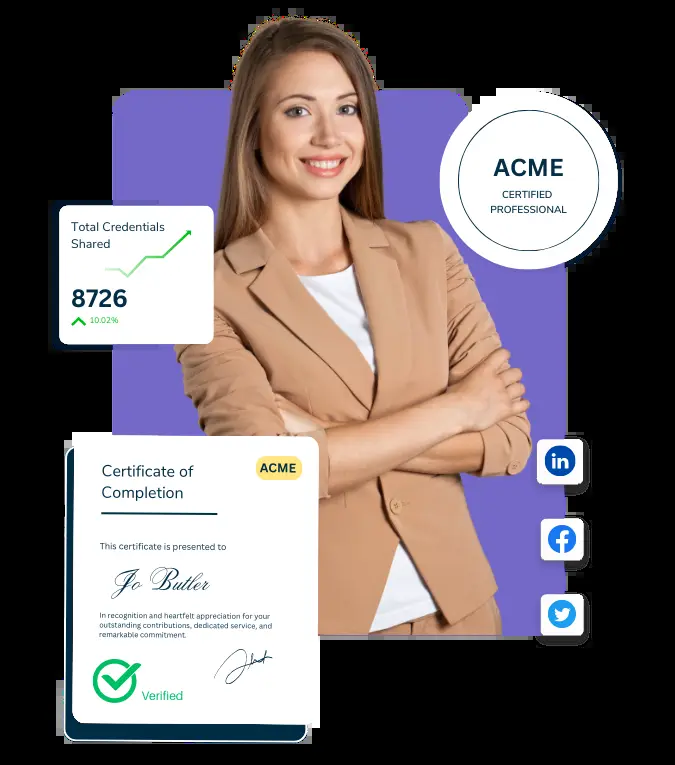 ACME
CERTIFIED
PROFESSIONAL
Total Credentials
Shared
8726
10.02%
Certificate of
Completion
ACME
This certificate is presented to
Jo Butler
In recognition and heartfelt appreciation for your
outstanding contributions, dedicated service, and
remarkable commitment.
Verified
in
f